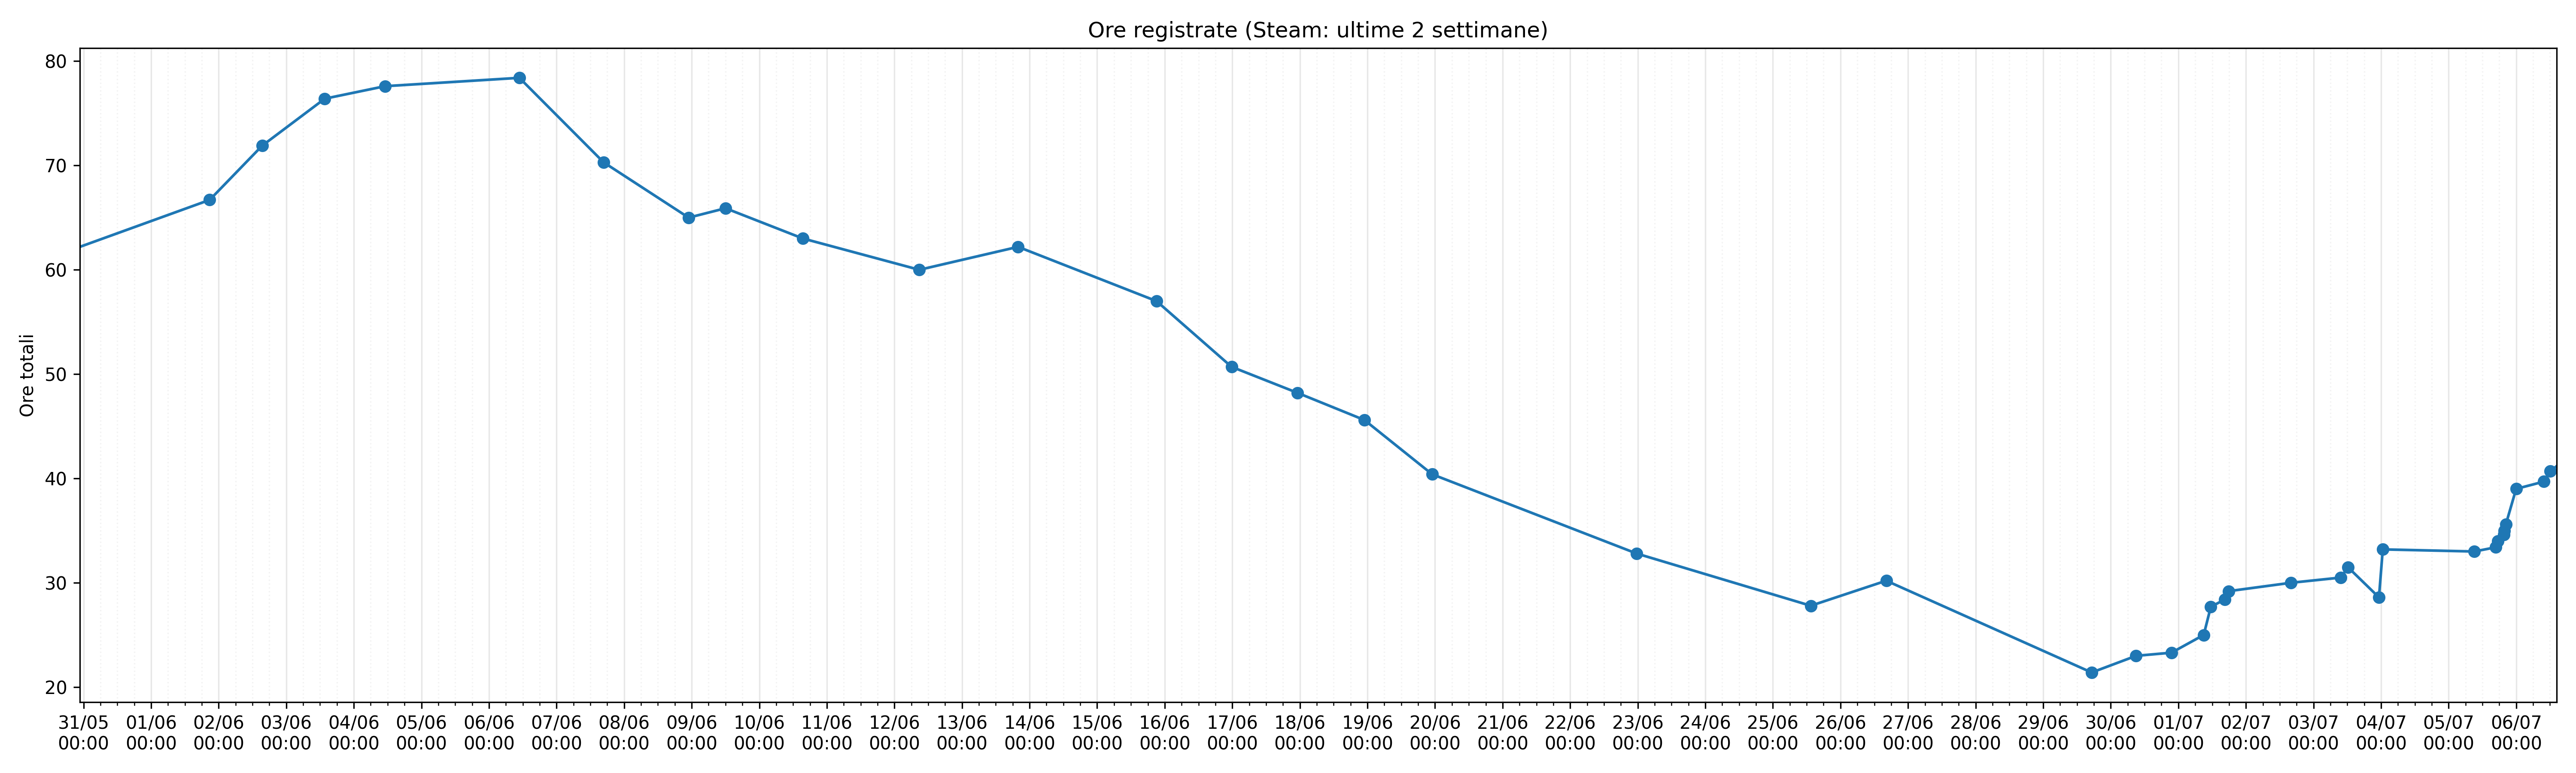 Ore registrate (Steam: ultime 2 settimane)
Ore totali
80
70
60
50
40
30
20
31/05 01/06 02/06 03/06 04/06 05/06 06/06 07/06 08/06 09/06 10/06 11/06 12/06 13/06 14/06 15/06 16/06 17/06 18/06 19/06 20/06 21/06 22/06 23/06 24/06 25/06 26/06 27/06 28/06 29/06 30/06 01/07 02/07 03/07 04/07 05/07 06/07
00:00 00:00 00:00 00:00 00:00 00:00 00:00 00:00 00:00 00:00 00:00 00:00 00:00 00:00 00:00 00:00 00:00 00:00 00:00 00:00 00:00 00:00 00:00 00:00 00:00 00:00 00:00 00:00 00:00 00:00 00:00 00:00 00:00 00:00 00:00 00:00 00:00